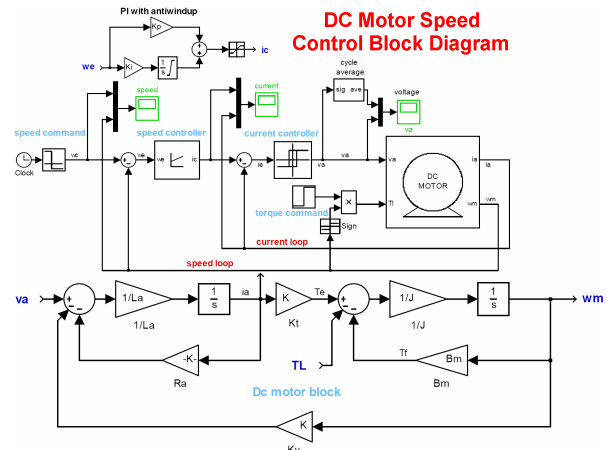 PI with antiwindup
DC Motor Speed
Control Block Diagram
Kp
we
Ki
1
s
ic
cycle
average
speed
current
sig ave
voltage
va
speed command
speed controller
current controller
Clock
wc
we
we
ic
ic
ie
va
va
va
ia
ia
DC
MOTOR
torque command
×
Tl
wm
wm
Sign
current loop
speed loop
va
1/La
1/La
1
s
ia
K
Kt
Te
1/J
1/J
1
s
wm
-K-
Ra
TL
Tf
Bm
Bm
Dc motor block
K
Kv